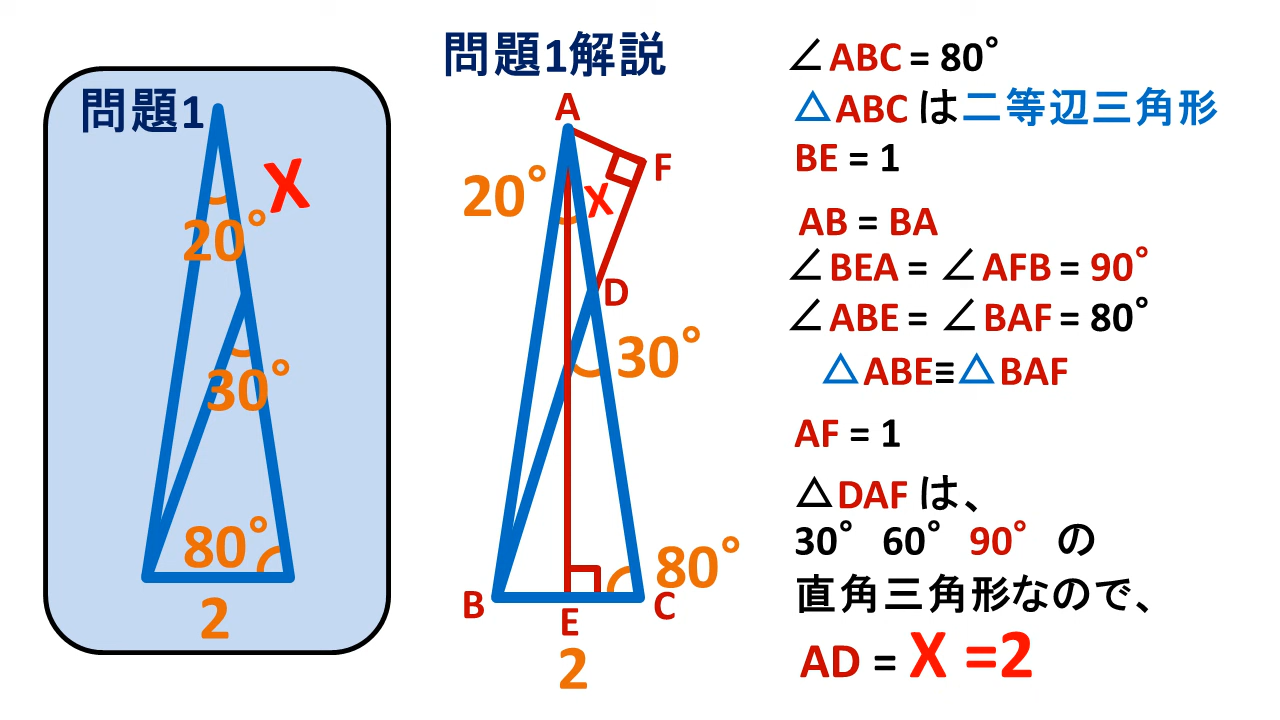 問題1
X
20°
30°
80°
2
問題1解説
A
F
20°
X
D
30°
80°
B
E
C
2
∠ABC = 80°
△ABC は二等辺三角形
BE = 1
AB = BA
∠BEA = ∠AFB = 90°
∠ABE = ∠BAF = 80°
△ABE≡△BAF
AF = 1
△DAF は、
30° 60° 90° の
直角三角形なので、
AD = X =2